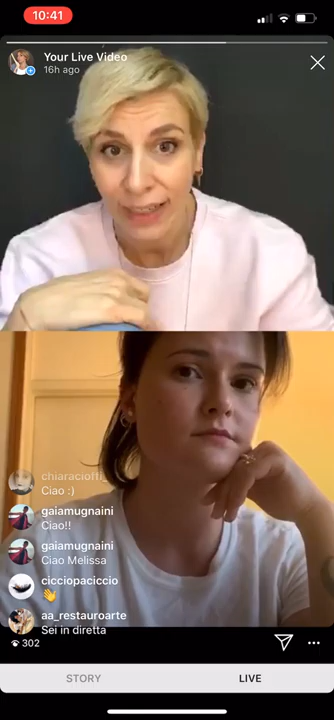 10:41
Your Live Video
16h ago
chiaracioffi_
Ciao :)
gaiamugnaini
Ciao!!
gaiamugnaini
Ciao Melissa
cicciopaciccio
👋
aa_restauroarte
Sei in diretta
302
STORY
LIVE